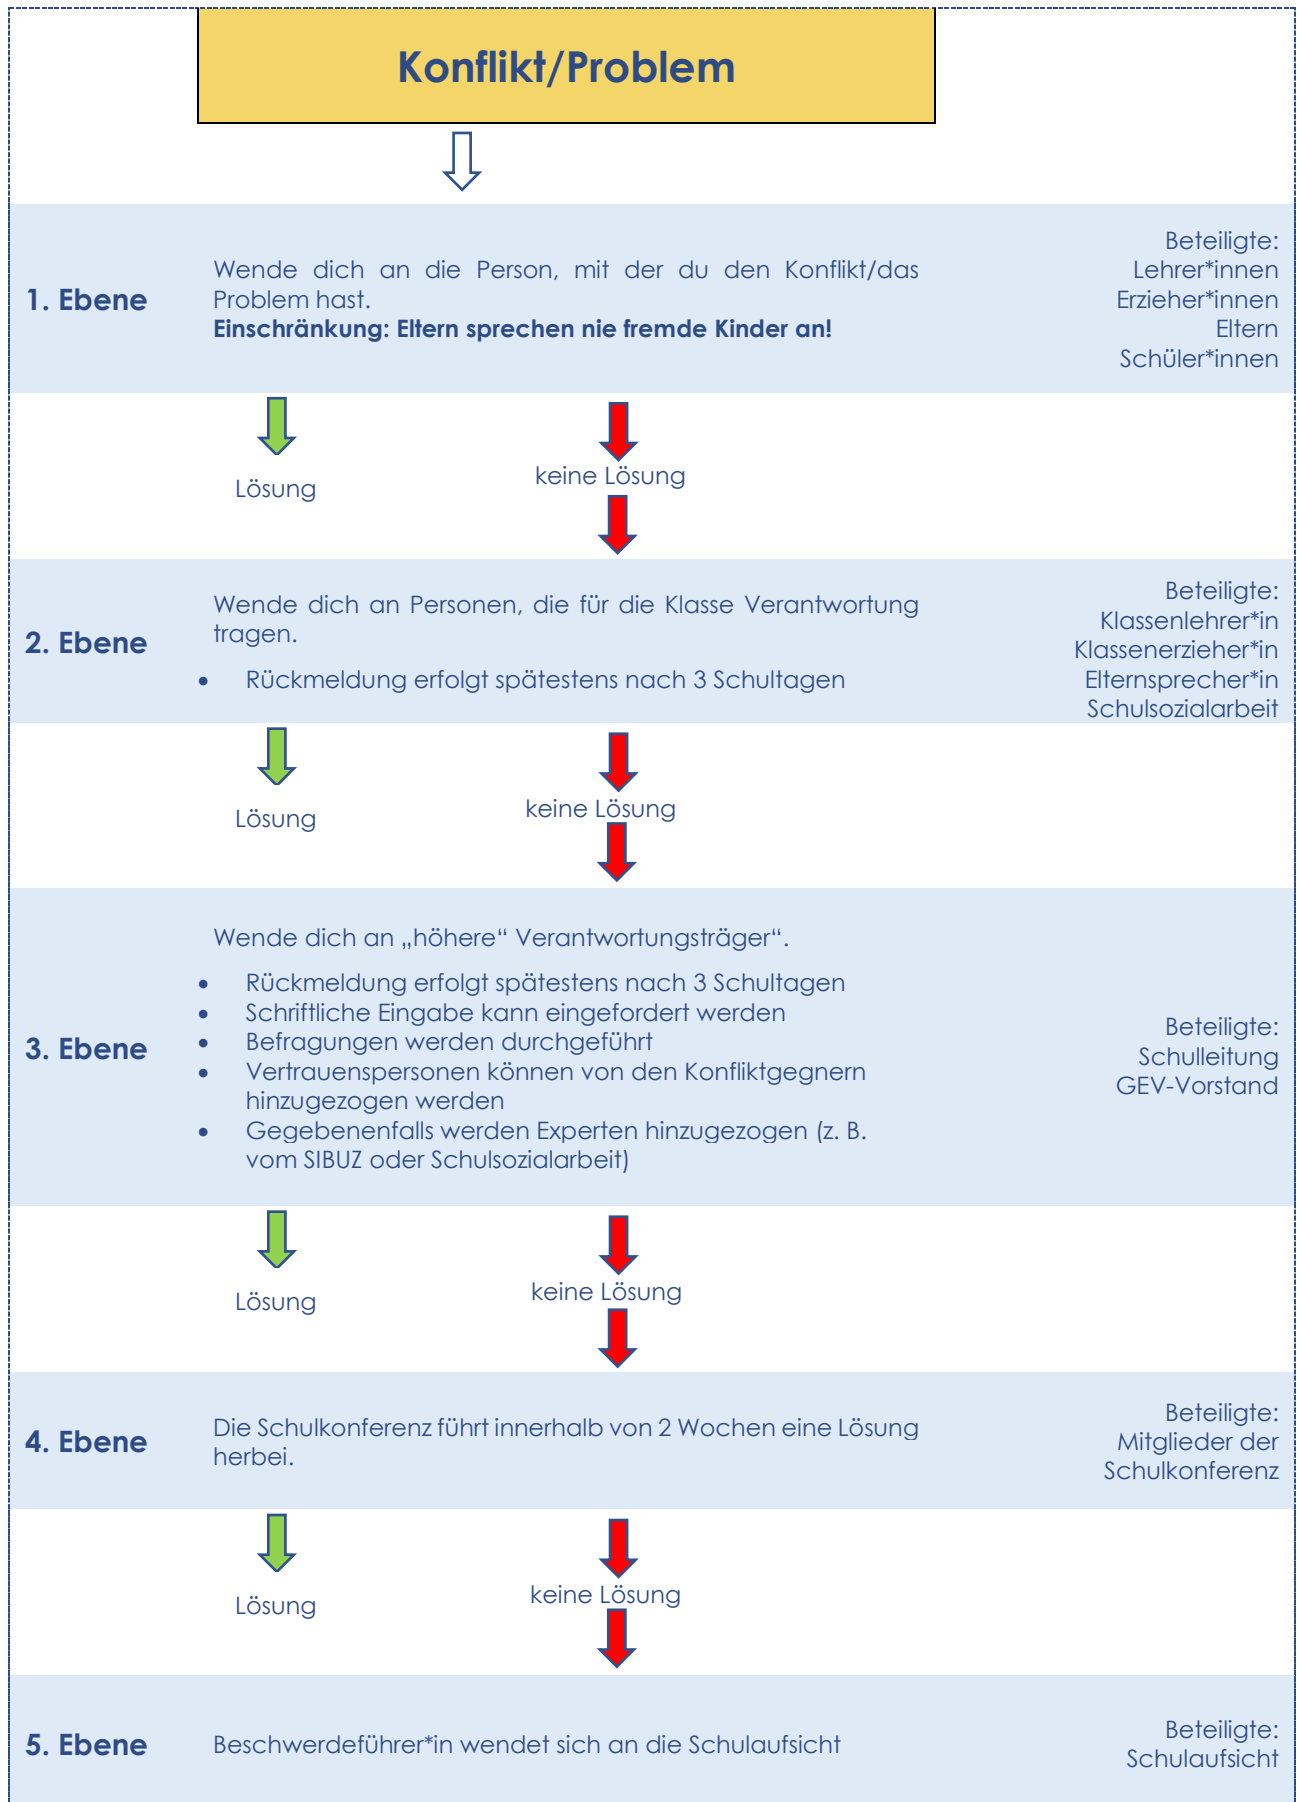 Konflikt/Problem
1. Ebene
Wende dich an die Person, mit der du den Konflikt/das
Problem hast.
Einschränkung: Eltern sprechen nie fremde Kinder an!
Beteiligte:
Lehrer*innen
Erzieher*innen
Eltern
Schüler*innen
Lösung
keine Lösung
2. Ebene
Wende dich an Personen, die für die Klasse Verantwortung
tragen.
• Rückmeldung erfolgt spätestens nach 3 Schultagen
Beteiligte:
Klassenlehrer*in
Klassenerzieher*in
Elternsprecher*in
Schulsozialarbeit
Lösung
keine Lösung
3. Ebene
Wende dich an „höhere“ Verantwortungsträger“.
• Rückmeldung erfolgt spätestens nach 3 Schultagen
• Schriftliche Eingabe kann eingefordert werden
• Befragungen werden durchgeführt
• Vertrauenspersonen können von den Konfliktgegnern
hinzugezogen werden
• Gegebenenfalls werden Experten hinzugezogen (z. B.
vom SIBUZ oder Schulsozialarbeit)
Beteiligte:
Schulleitung
GEV-Vorstand
Lösung
keine Lösung
4. Ebene
Die Schulkonferenz führt innerhalb von 2 Wochen eine Lösung
herbei.
Beteiligte:
Mitglieder der
Schulkonferenz
Lösung
keine Lösung
5. Ebene
Beschwerdeführer*in wendet sich an die Schulaufsicht
Beteiligte:
Schulaufsicht